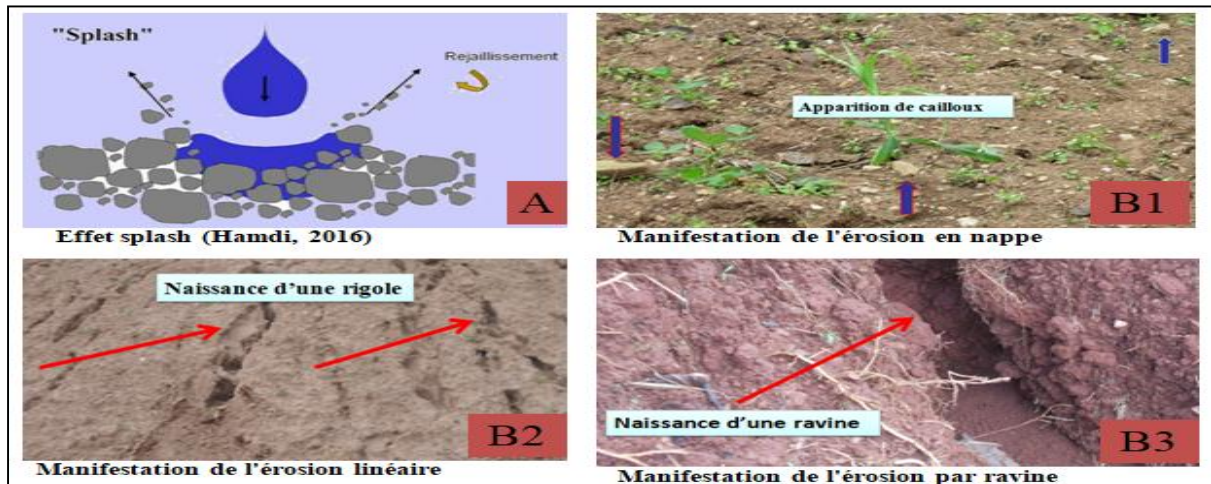 "Splash"
Rejaillissement
A
Effet splash (Hamdi, 2016)
Apparition de cailloux
B1
Manifestation de l'érosion en nappe
Naissance d'une rigole
B2
Manifestation de l'érosion linéaire
Naissance d'une ravine
B3
Manifestation de l'érosion par ravine